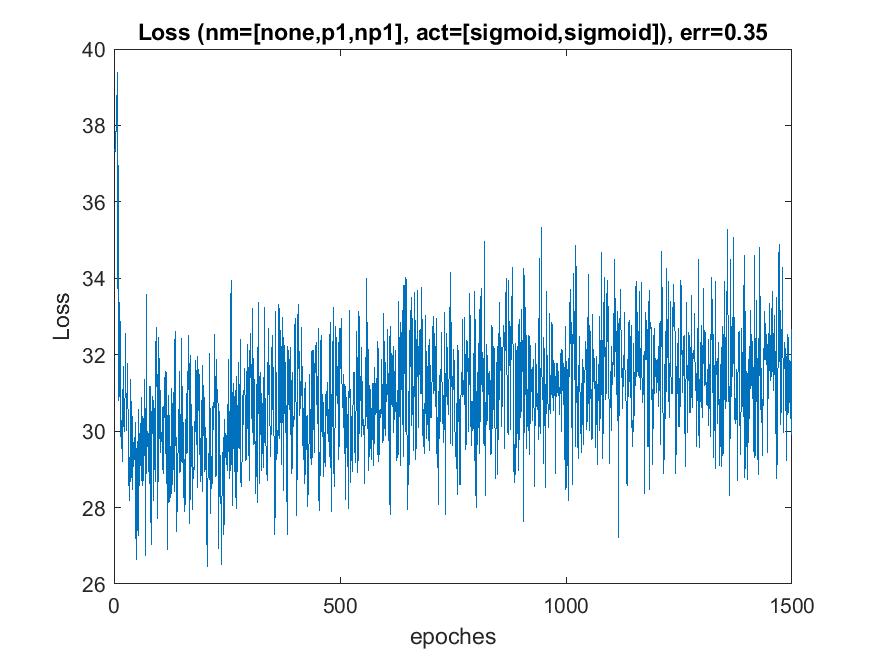 Loss (nm=[none,p1,np1], act=[sigmoid,sigmoid]), err=0.35
40
38
36
34
32
30
28
26
Loss
0 500 1000 1500
epoches